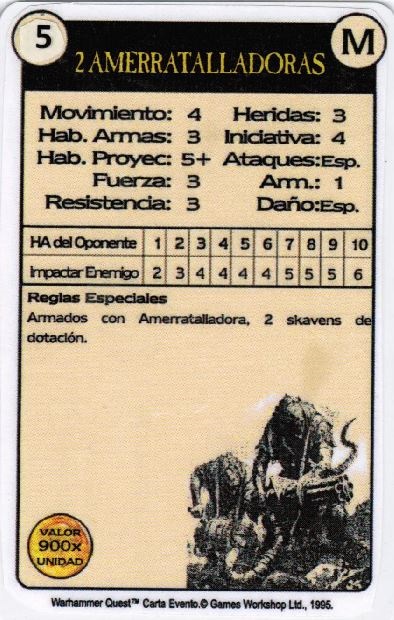 5
M
2 AMERRATALLADORAS
Movimiento: 4 Heridas: 3
Hab. Armas: 3 Iniciativa: 4
Hab. Proyec: 5+ Ataques:Esp.
Fuerza: 3 Arm.: 1
Resistencia: 3 Daño:Esp.
HA del Oponente 1 2 3 4 5 6 7 8 9 10
Impactar Enemigo 2 3 4 4 4 4 5 5 5 6
Reglas Especiales
Armados con Amerratalladora, 2 skavens de
dotación.
VALOR
900x
UNIDAD
Warhammer Quest™ Carta Evento.© Games Workshop Ltd., 1995.